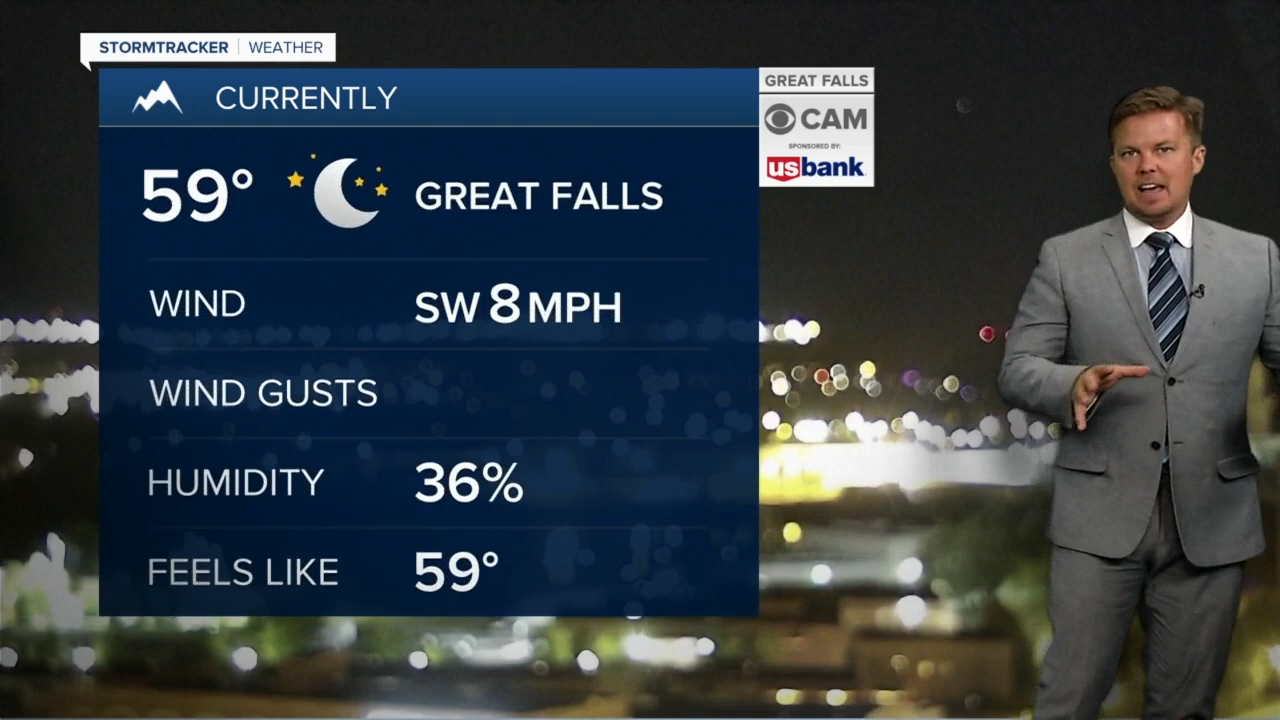 STORMTRACKER WEATHER
CURRENTLY
GREAT FALLS
CAM
SPONSORED BY:
usbank
59° GREAT FALLS
WIND SW 8 MPH
WIND GUSTS
HUMIDITY 36%
FEELS LIKE 59°